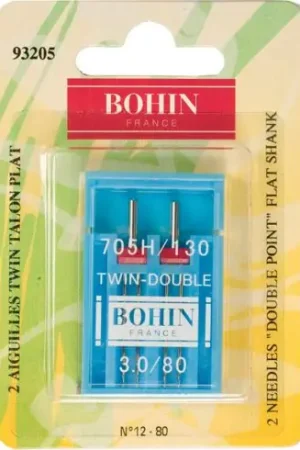 93205
BOHIN
FRANCE
2 AIGUILLES TWIN TALON PLAT
2 NEEDLES "DOUBLE POINT" FLAT SHANK
705H/130
TWIN-DOUBLE
BOHIN
FRANCE
3.0/80
N°12 - 80